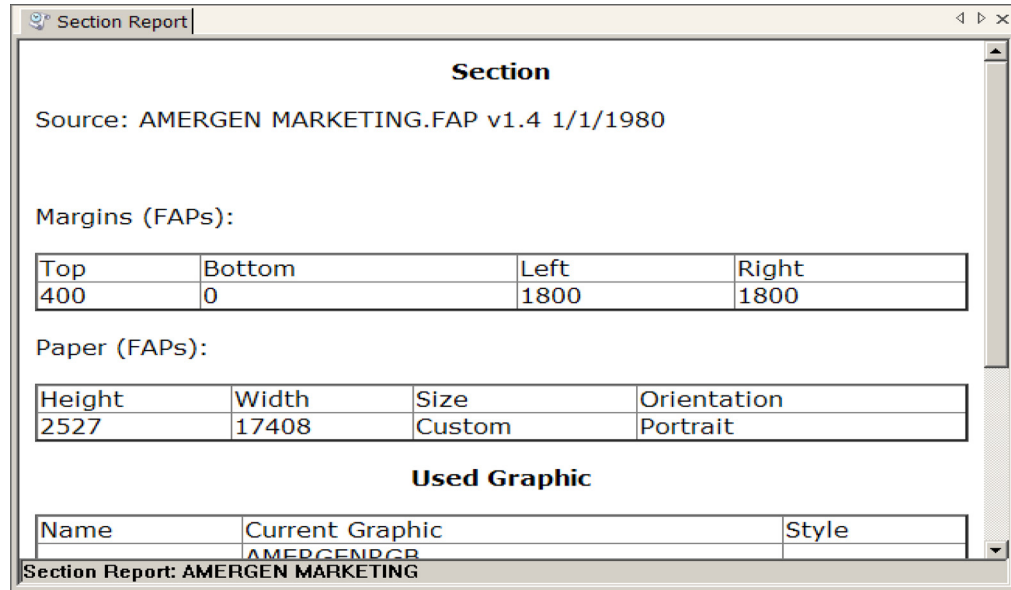 Section Report
Section
Source: AMERGEN MARKETING.FAP v1.4 1/1/1980
Margins (FAPs):
Top Bottom Left Right
400 0 1800 1800
Paper (FAPs):
Height Width Size Orientation
2527 17408 Custom Portrait
Used Graphic
Name Current Graphic Style
AMERGENRGB
Section Report: AMERGEN MARKETING